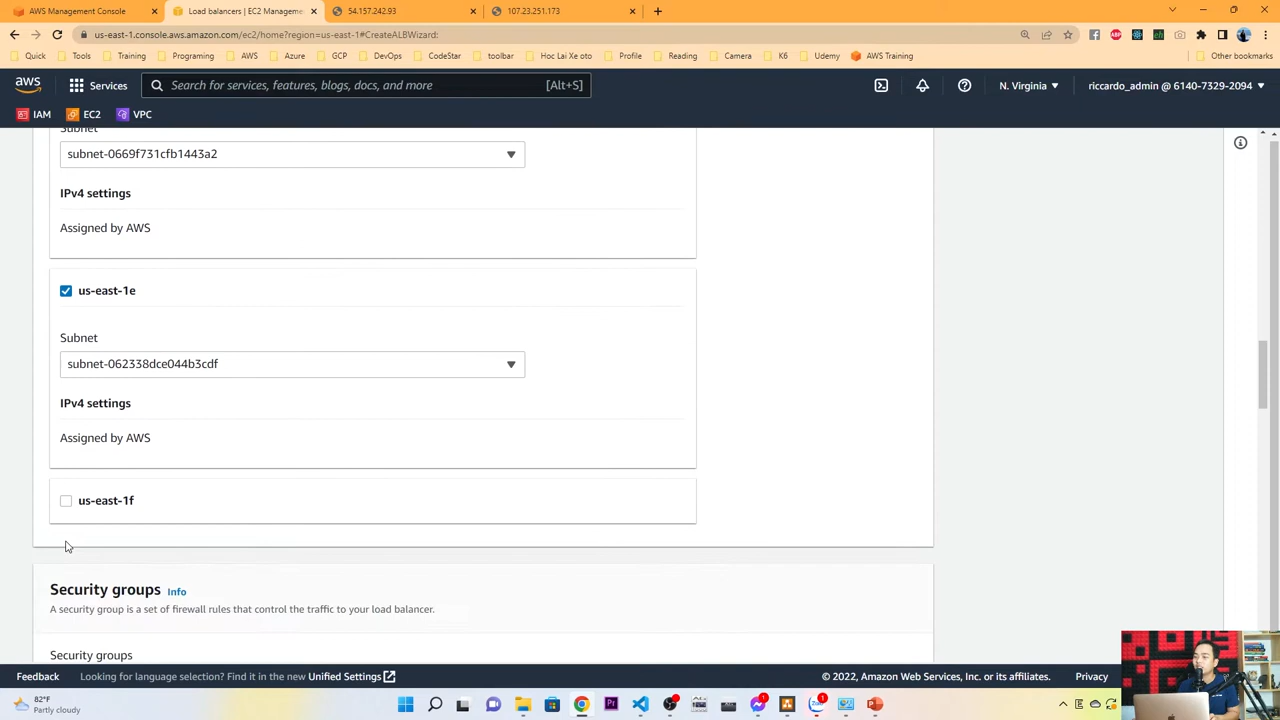 AWS Management Console
Load balancers | EC2 Manageme
54.157.242.93
107.23.251.173
us-east-1.console.aws.amazon.com/ec2/home?region=us-east-1#CreateALBWizard:
Quick
Tools
Training
Programing
AWS
Azure
GCP
DevOps
CodeStar
toolbar
Hoc Lai Xe oto
Profile
Reading
Camera
K6
Udemy
AWS Training
Other bookmarks
aws
Services
Search for services, features, blogs, docs, and more
[Alt+S]
N. Virginia
riccardo_admin @ 6140-7329-2094
IAM
EC2
VPC
Subnet
subnet-0669f731cfb1443a2
IPv4 settings
Assigned by AWS
us-east-1e
Subnet
subnet-062338dce044b3cdf
IPv4 settings
Assigned by AWS
us-east-1f
Security groups Info
A security group is a set of firewall rules that control the traffic to your load balancer.
Security groups
Feedback
Looking for language selection? Find it in the new Unified Settings
© 2022, Amazon Web Services, Inc. or its affiliates.
Privacy
82°F
Partly cloudy